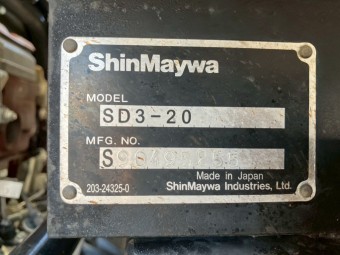 ShinMaywa
MODEL
SD3-20
MFG. NO.
Made in Japan
203-24325-0 ShinMaywa Industries, Ltd.